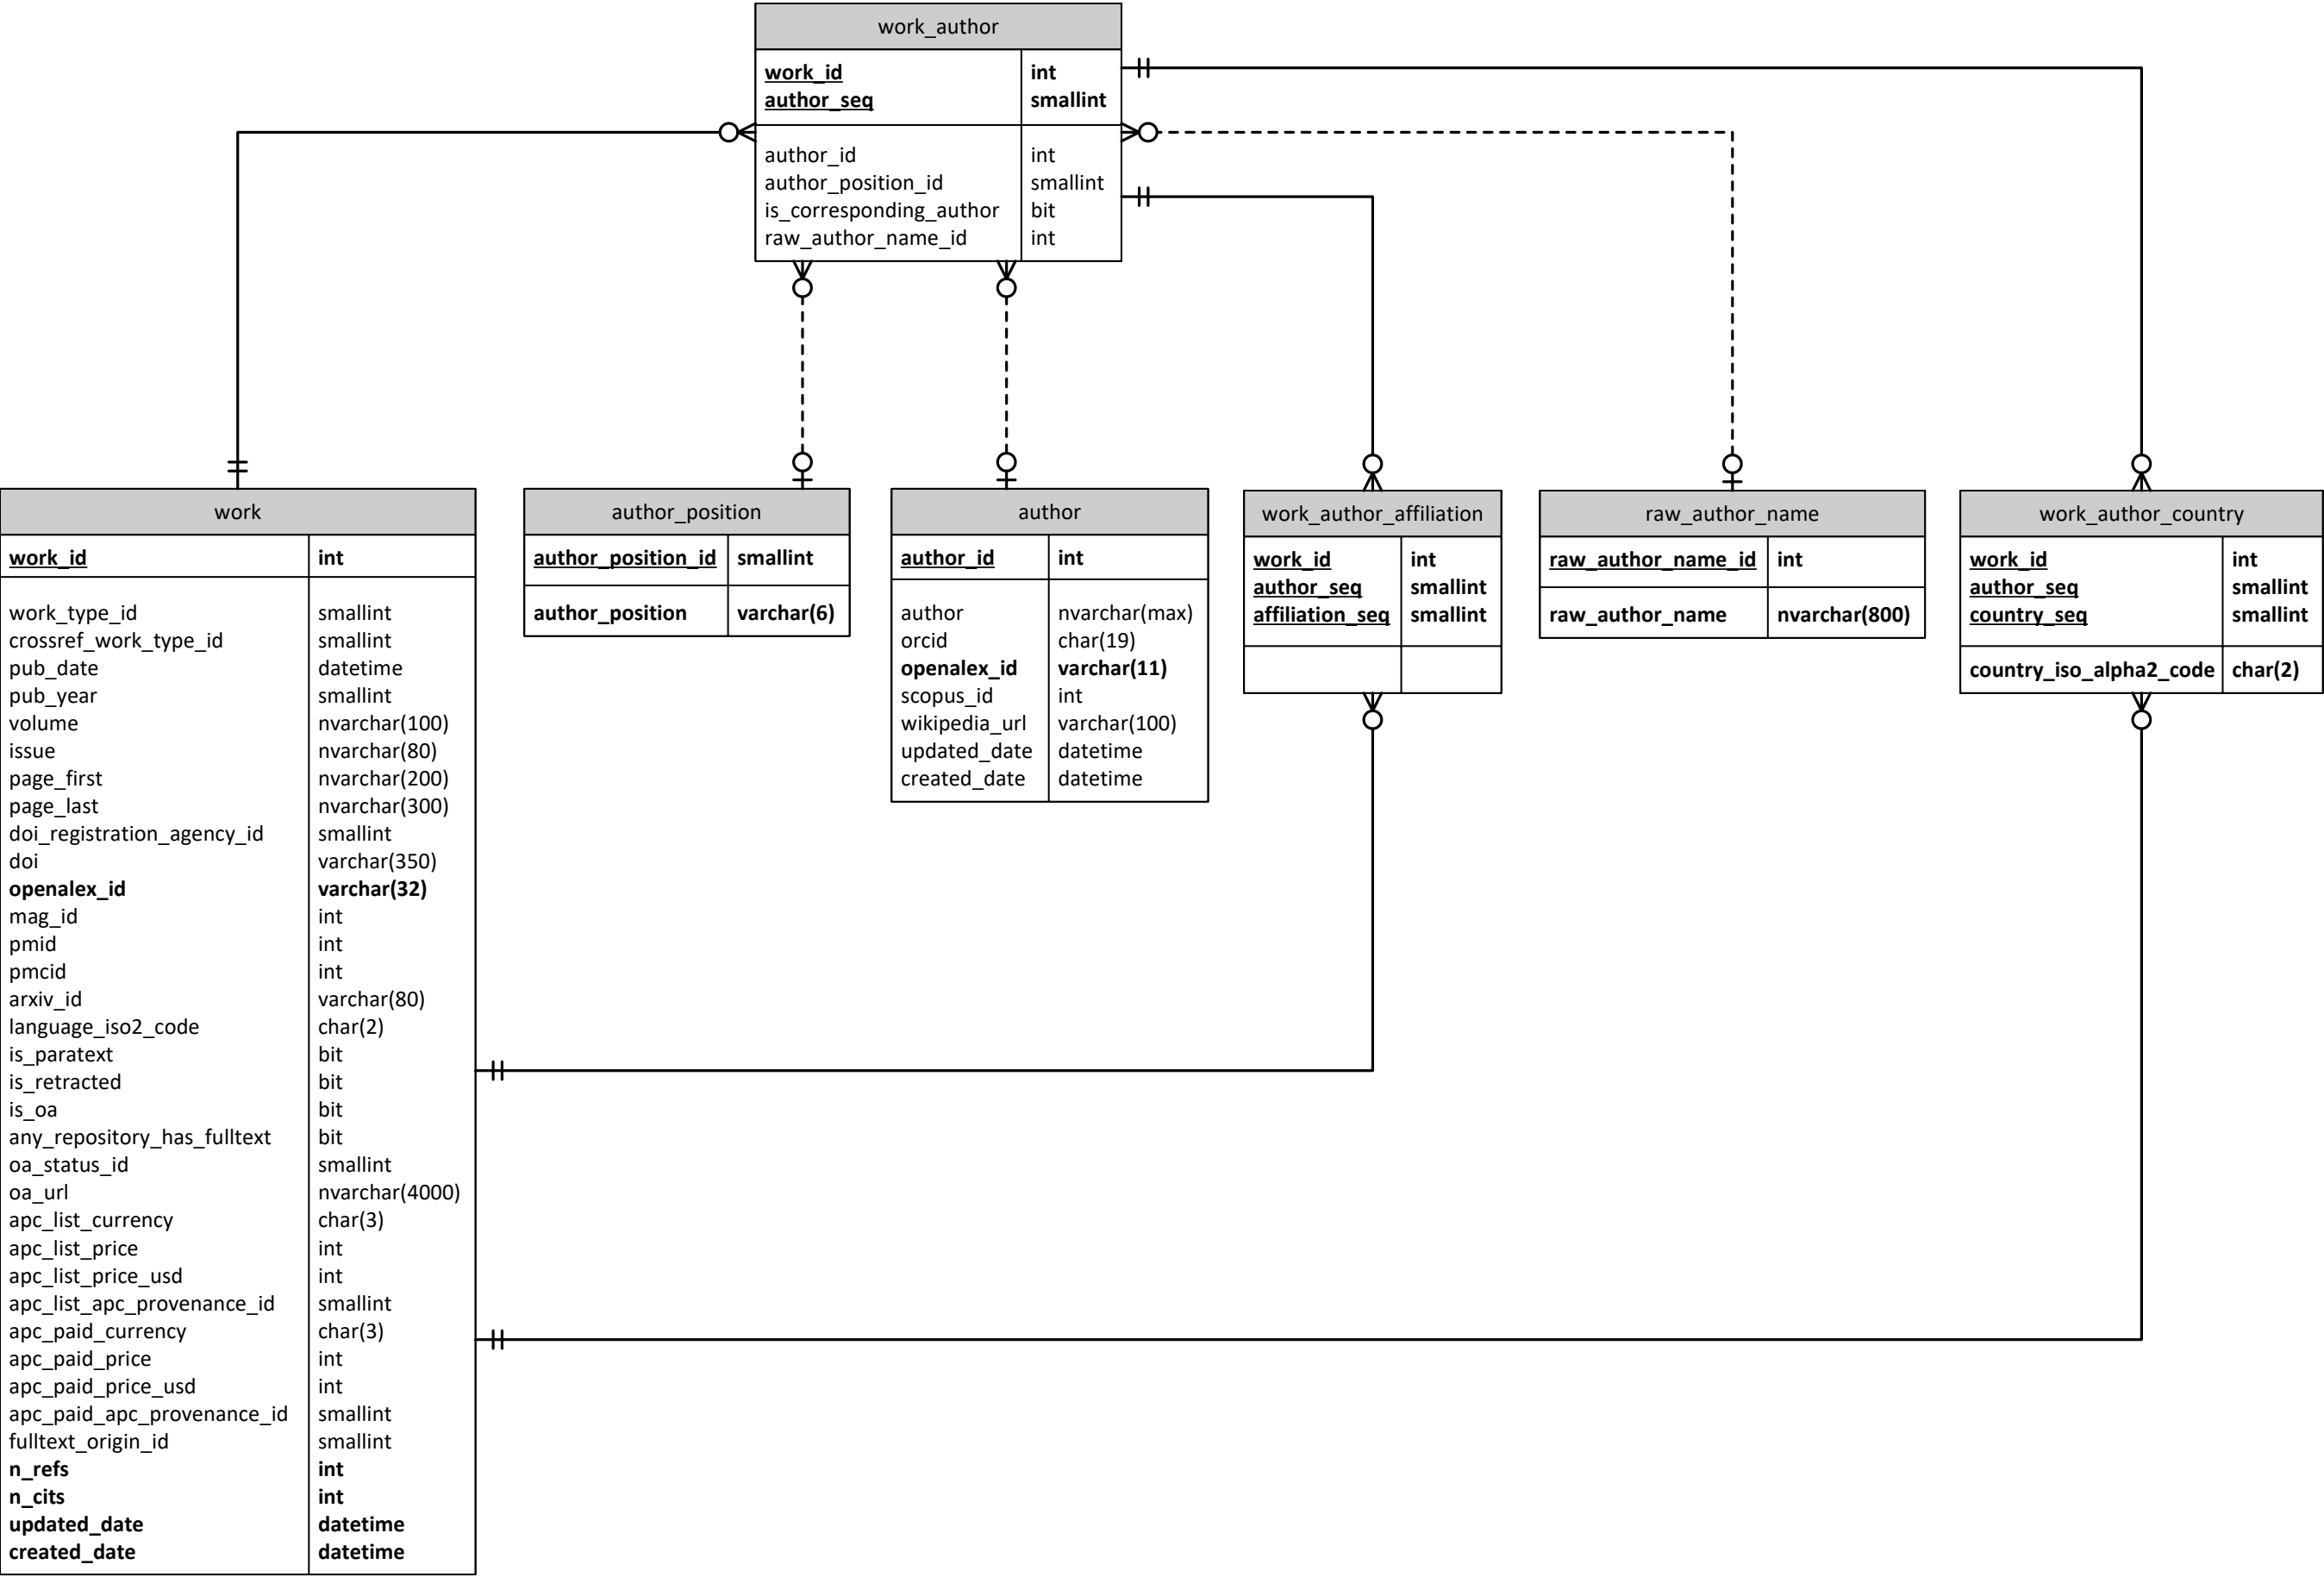 work_author
work_id int
author_seq smallint
author_id int
author_position_id smallint
is_corresponding_author bit
raw_author_name_id int
work
work_id int
work_type_id smallint
crossref_work_type_id smallint
pub_date datetime
pub_year smallint
volume nvarchar(100)
issue nvarchar(80)
page_first nvarchar(200)
page_last nvarchar(300)
doi_registration_agency_id smallint
doi varchar(350)
openalex_id varchar(32)
mag_id int
pmid int
pmcid int
arxiv_id varchar(80)
language_iso2_code char(2)
is_paratext bit
is_retracted bit
is_oa bit
any_repository_has_fulltext bit
oa_status_id smallint
oa_url nvarchar(4000)
apc_list_currency char(3)
apc_list_price int
apc_list_price_usd int
apc_list_apc_provenance_id smallint
apc_paid_currency char(3)
apc_paid_price int
apc_paid_price_usd int
apc_paid_apc_provenance_id smallint
fulltext_origin_id smallint
n_refs int
n_cits int
updated_date datetime
created_date datetime
author_position
author_position_id smallint
author_position varchar(6)
author
author_id int
author nvarchar(max)
orcid char(19)
openalex_id varchar(11)
scopus_id int
wikipedia_url varchar(100)
updated_date datetime
created_date datetime
work_author_affiliation
work_id int
author_seq smallint
affiliation_seq smallint
raw_author_name
raw_author_name_id int
raw_author_name nvarchar(800)
work_author_country
work_id int
author_seq smallint
country_seq smallint
country_iso_alpha2_code char(2)